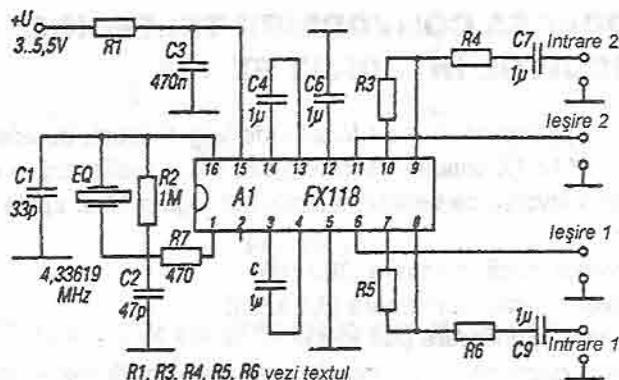 +U
3..5,5V
R1
C3
470n
C4
1µ
C6
1µ
R3
R4
C7
1µ
Intrare 2
Ieşire 2
C1
33p
EQ
R2
1M
16 15 14 13 12 11 10 9
A1 FX118
1 2 3 4 5 6 7 8
R7
470
4,33619
MHz
C2
47p
c
1µ
R5
Ieşire 1
R6
1µ
C9
Intrare 1
R1, R3, R4, R5, R6 vezi textul